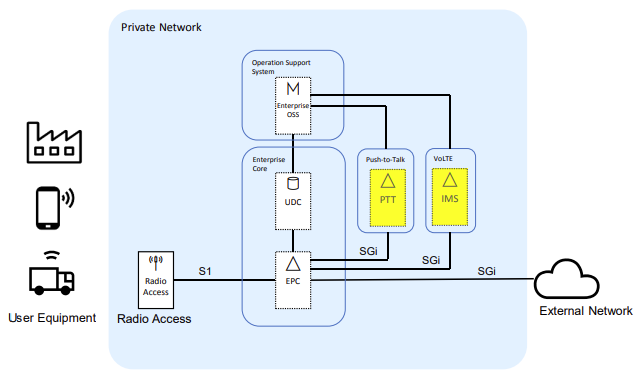 Private Network
Operation Support
System
M
Enterprise
OSS
Enterprise
Core
UDC
EPC
Push-to-Talk
PTT
VoLTE
IMS
SGi
SGi
SGi
S1
Radio
Access
Radio Access
User Equipment
External Network